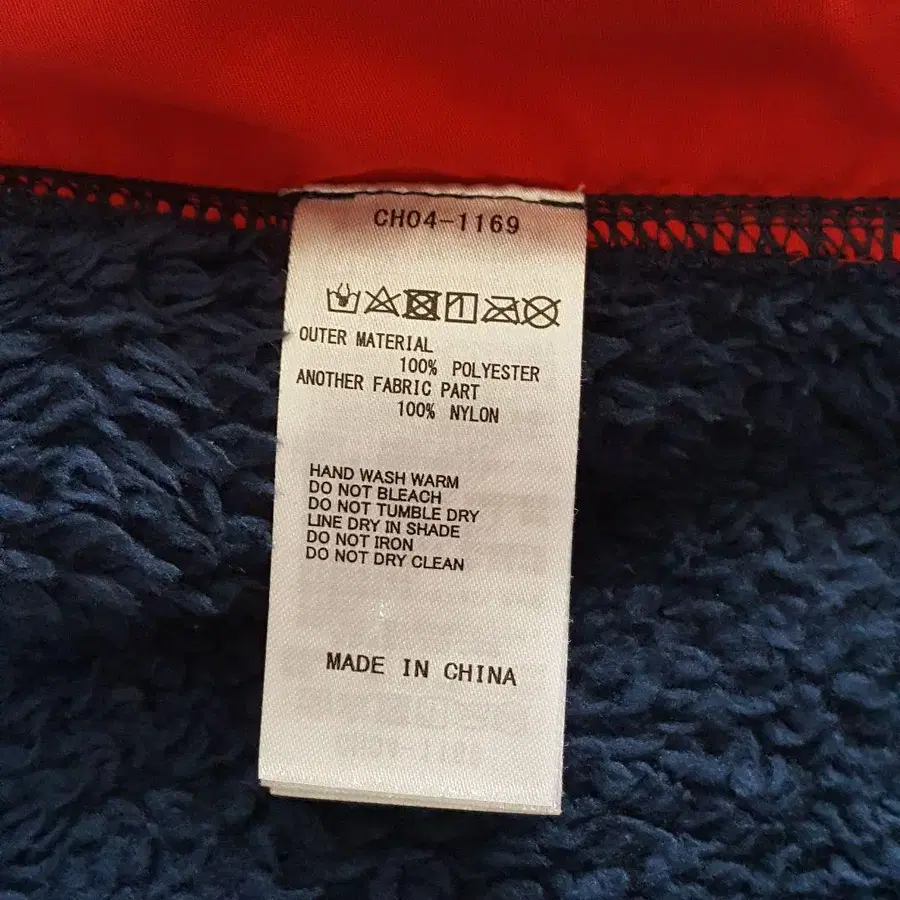 CH04-1169
OUTER MATERIAL
100% POLYESTER
ANOTHER FABRIC PART
100% NYLON
HAND WASH WARM
DO NOT BLEACH
DO NOT TUMBLE DRY
LINE DRY IN SHADE
DO NOT IRON
DO NOT DRY CLEAN
MADE IN CHINA